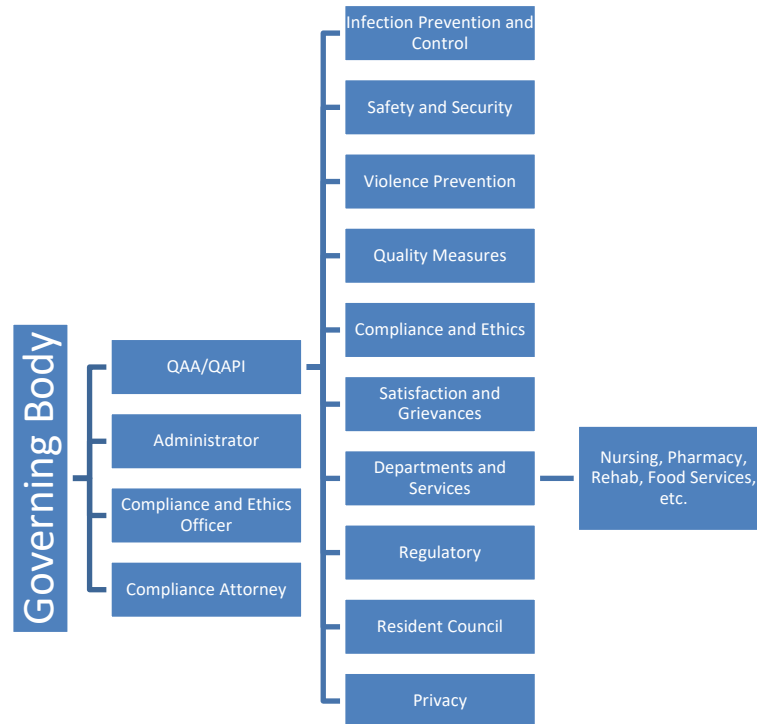 Governing Body
QAA/QAPI
Administrator
Compliance and Ethics
Officer
Compliance Attorney
Infection Prevention and
Control
Safety and Security
Violence Prevention
Quality Measures
Compliance and Ethics
Satisfaction and
Grievances
Departments and
Services
Regulatory
Resident Council
Privacy
Nursing, Pharmacy,
Rehab, Food Services,
etc.